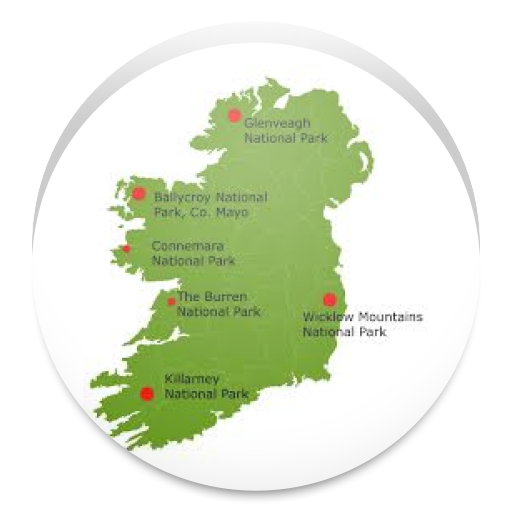 Glenveagh
National Park
Ballycroy National
Park, Co. Mayo
Connemara
National Park
The Burren
National Park
Wicklow Mountains
National Park
Killarney
National Park